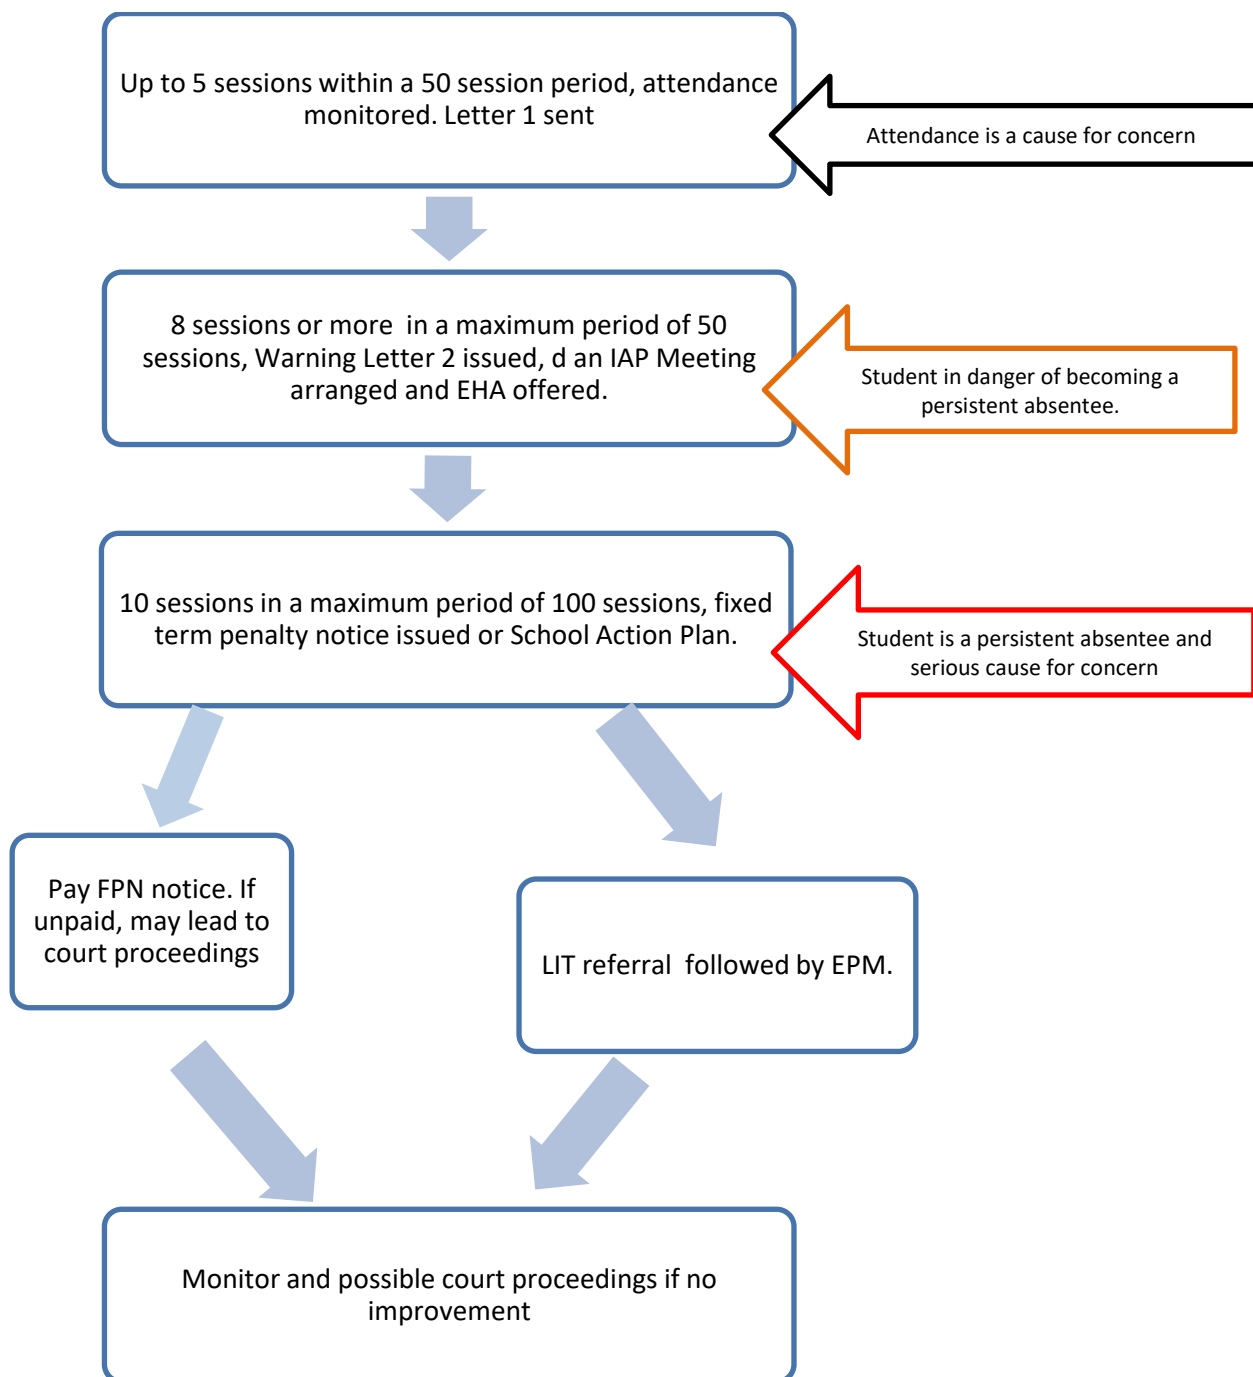 Up to 5 sessions within a 50 session period, attendance
monitored. Letter 1 sent
Attendance is a cause for concern
8 sessions or more  in a maximum period of 50
sessions, Warning Letter 2 issued, d an IAP Meeting
arranged and EHA offered.
Student in danger of becoming a
persistent absentee.
10 sessions in a maximum period of 100 sessions, fixed
term penalty notice issued or School Action Plan.
Student is a persistent absentee and
serious cause for concern
Pay FPN notice. If
unpaid, may lead to
court proceedings
LIT referral  followed by EPM.
Monitor and possible court proceedings if no
improvement